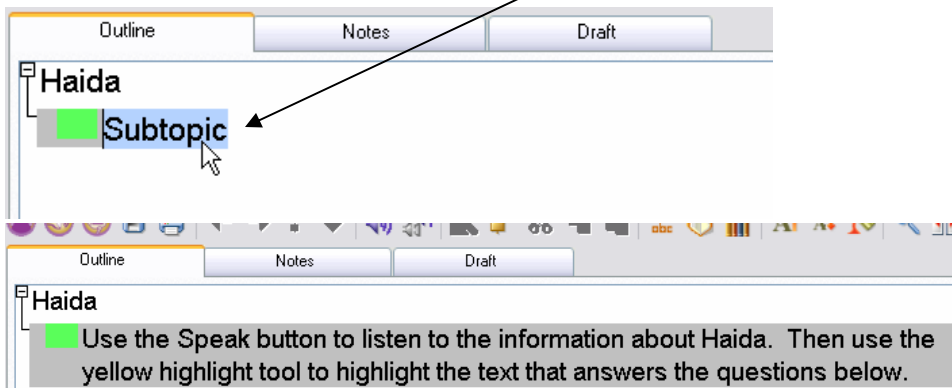 Outline Notes Draft
Haida
Subtopic
abc
Outline Notes Draft
Haida
Use the Speak button to listen to the information about Haida. Then use the
yellow highlight tool to highlight the text that answers the questions below.